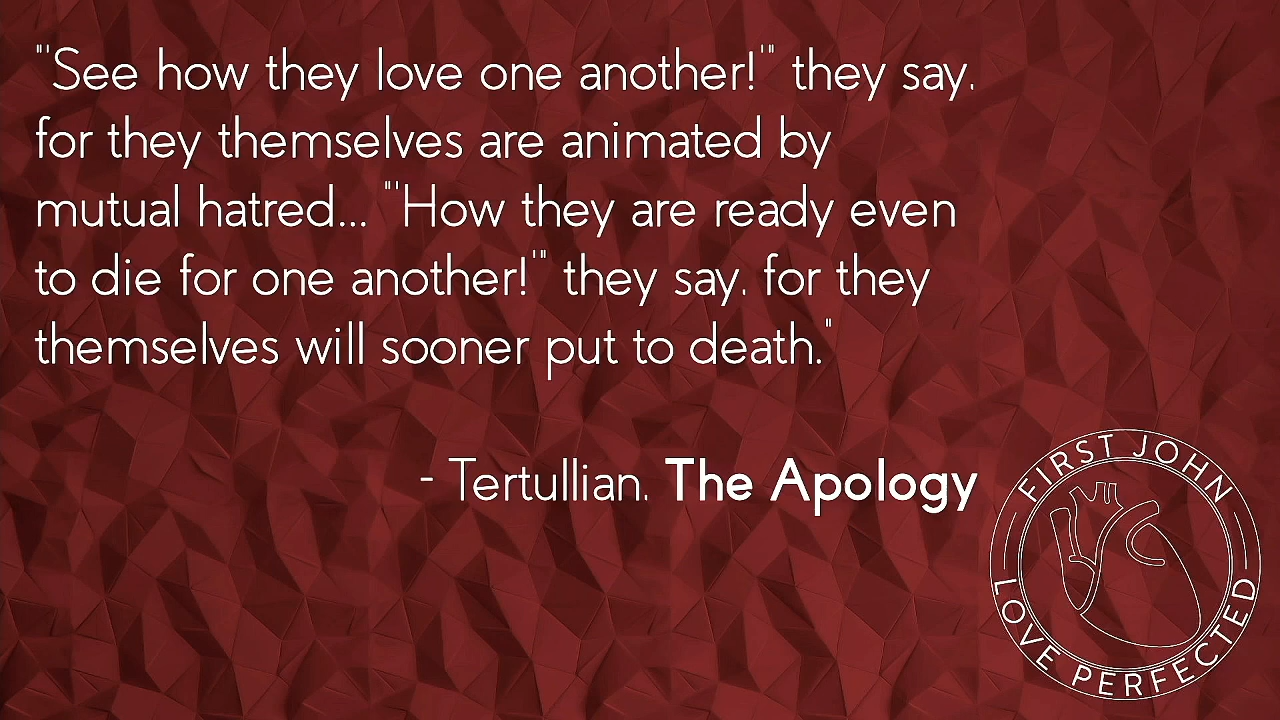 "'See how they love one another!'" they say,
for they themselves are animated by
mutual hatred... "'How they are ready even
to die for one another!'" they say, for they
themselves will sooner put to death."
- Tertullian, The Apology
FIRST JOHN
LOVE PERFECTED